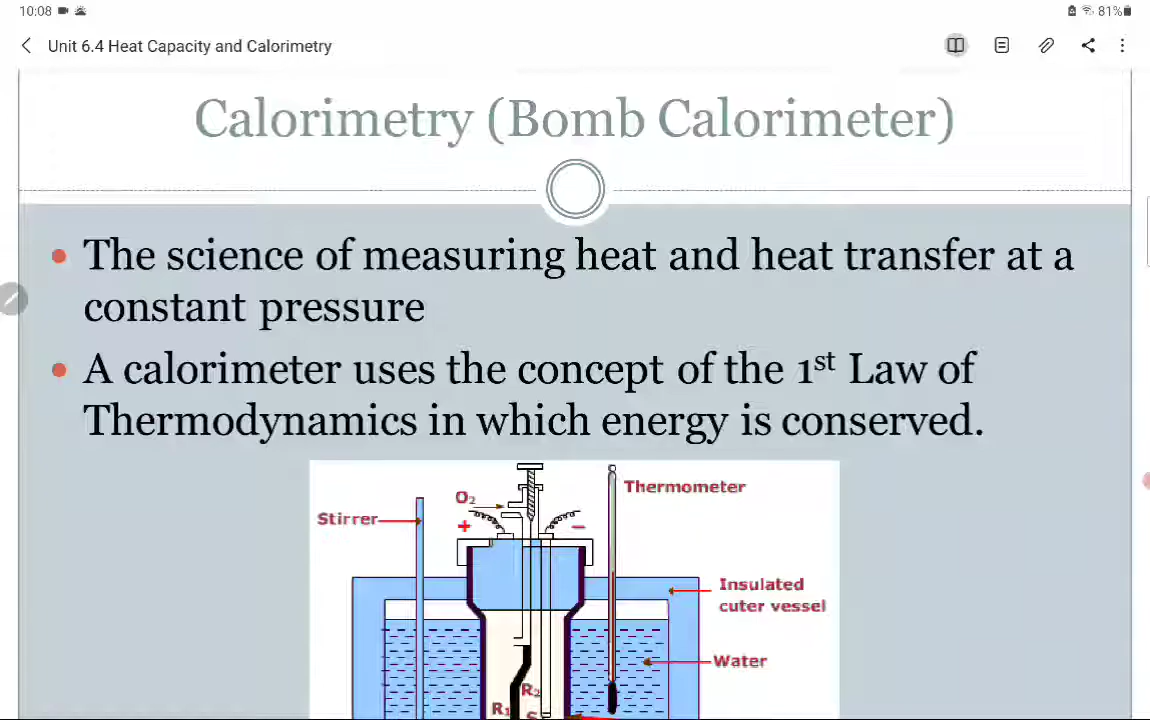 10:08
81%
Unit 6.4 Heat Capacity and Calorimetry
Calorimetry (Bomb Calorimeter)
• The science of measuring heat and heat transfer at a
constant pressure
• A calorimeter uses the concept of the 1st Law of
Thermodynamics in which energy is conserved.
Thermometer
O2
Stirrer
+ −
Insulated
cuter vessel
Water
R2
R1 S